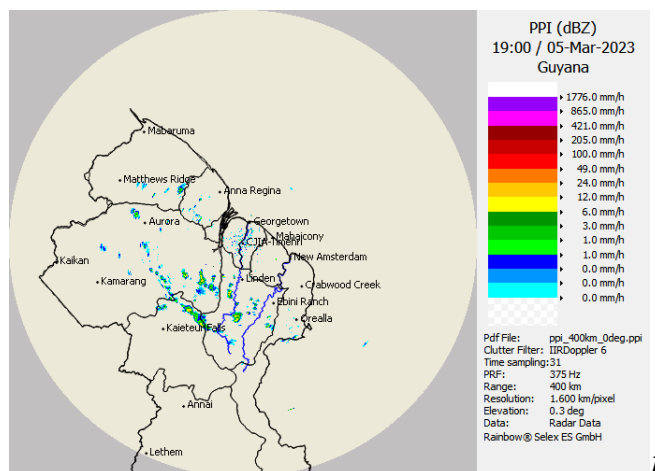 PPI (dBZ)
19:00 / 05-Mar-2023
Guyana
1776.0 mm/h
865.0 mm/h
421.0 mm/h
205.0 mm/h
100.0 mm/h
49.0 mm/h
24.0 mm/h
12.0 mm/h
6.0 mm/h
3.0 mm/h
1.0 mm/h
1.0 mm/h
0.0 mm/h
0.0 mm/h
0.0 mm/h
Pdf File: ppi_400km_0deg.ppi
Clutter Filter: IIRDoppler 6
Time sampling:31
PRF: 375 Hz
Range: 400 km
Resolution: 1.600 km/pixel
Elevation: 0.3 deg
Data: Radar Data
Rainbow® Selex ES GmbH
Mabaruma
Matthews Ridge
Anna Regina
Aurora
Georgetown
Mahaicony
CJIA-Timehri
New Amsterdam
Kaikan
Kamarang
Linden
Crabwood Creek
Ebini Ranch
Orealla
Kaieteur Falls
Annai
Lethem